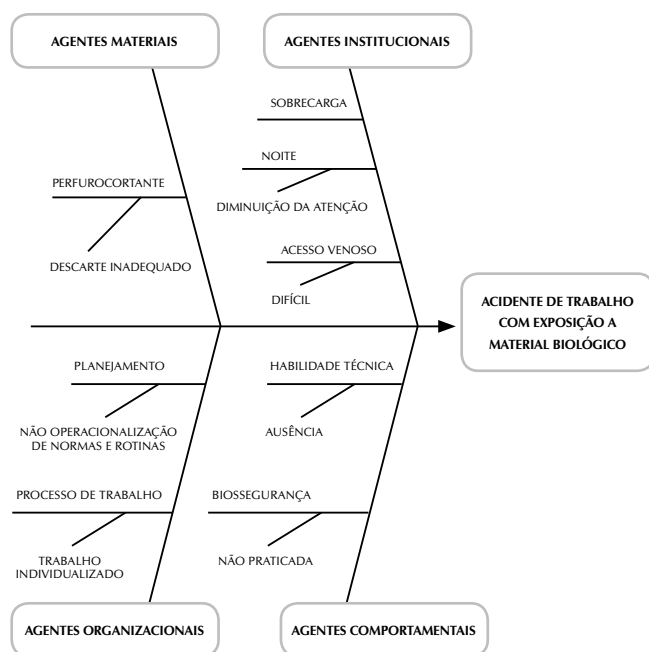 AGENTES MATERIAIS
AGENTES INSTITUCIONAIS
SOBRECARGA
NOITE
DIMINUIÇÃO DA ATENÇÃO
PERFUROCORTANTE
DESCARTE INADEQUADO
ACESSO VENOSO
DIFÍCIL
ACIDENTE DE TRABALHO
COM EXPOSIÇÃO A
MATERIAL BIOLÓGICO
PLANEJAMENTO
NÃO OPERACIONALIZAÇÃO
DE NORMAS E ROTINAS
HABILIDADE TÉCNICA
AUSÊNCIA
PROCESSO DE TRABALHO
TRABALHO
INDIVIDUALIZADO
BIOSSEGURANÇA
NÃO PRATICADA
AGENTES ORGANIZACIONAIS
AGENTES COMPORTAMENTAIS